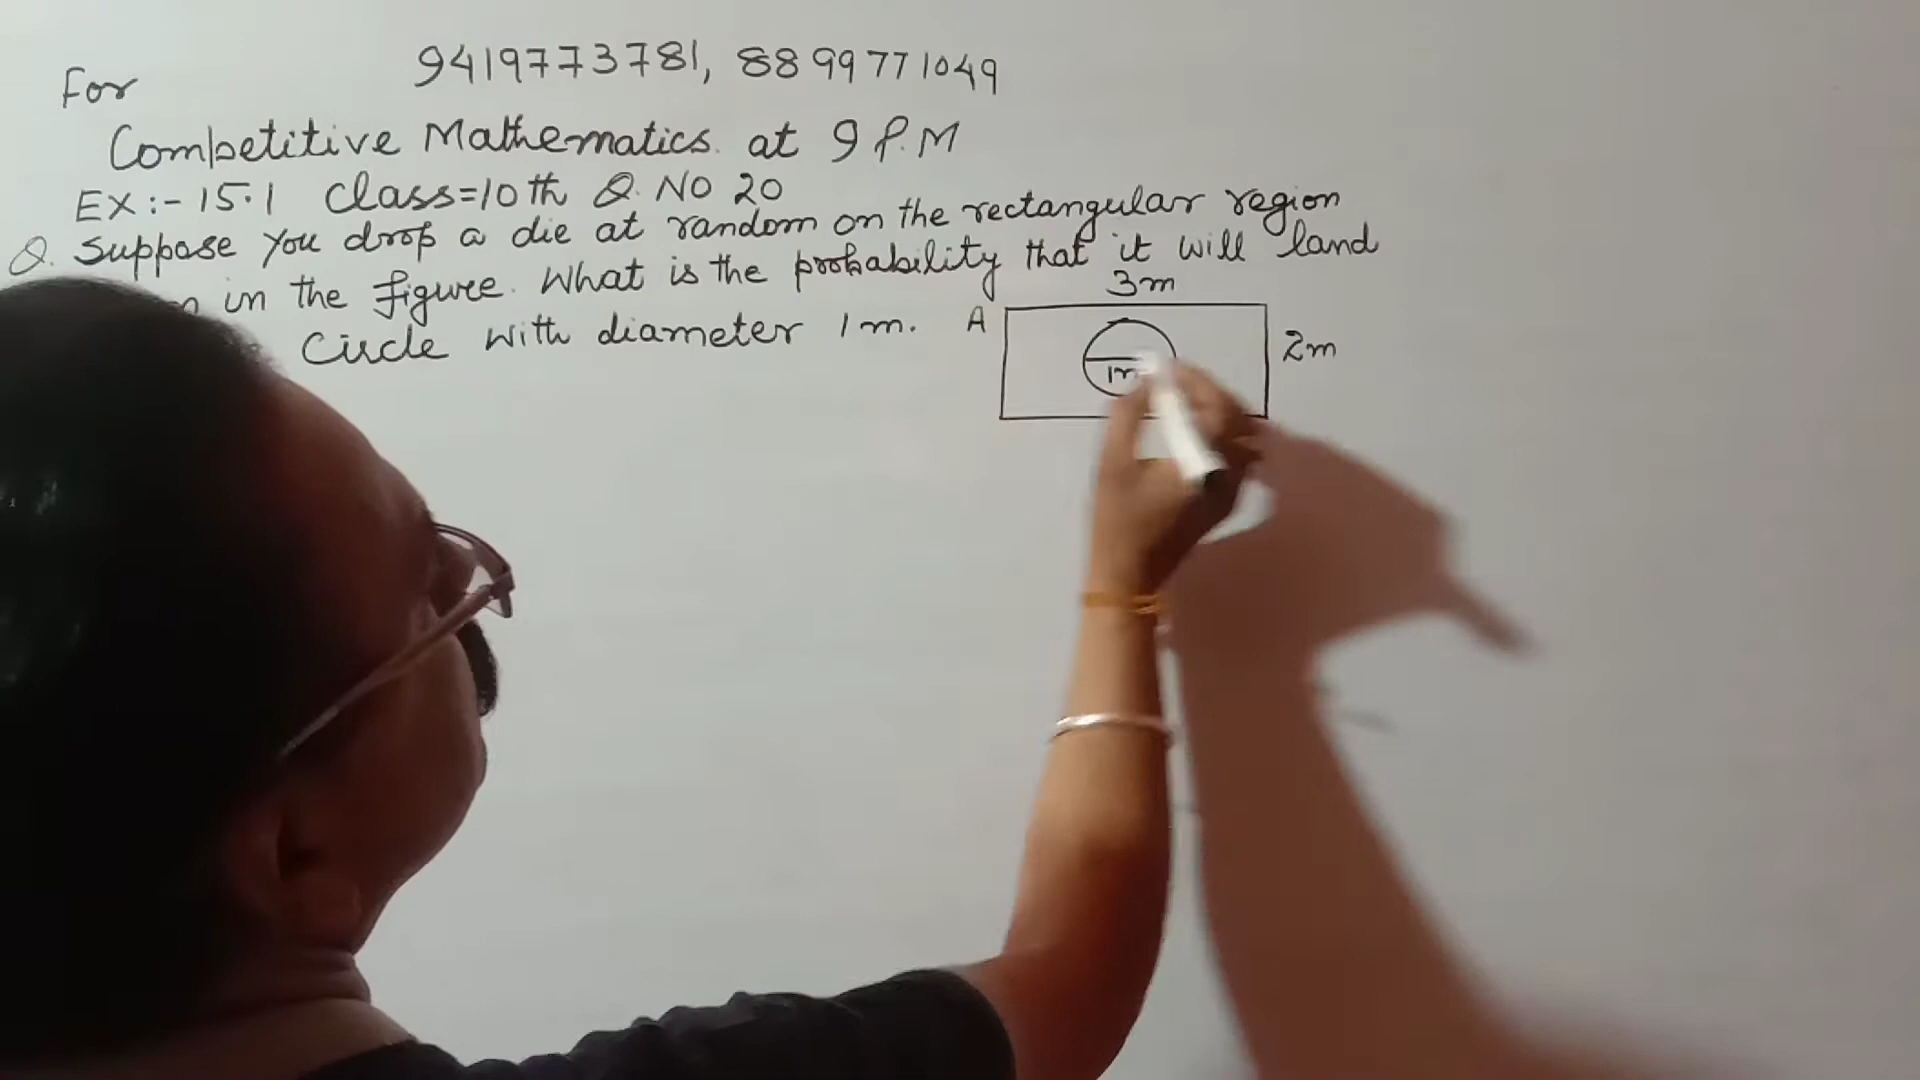 9419773781, 8899771049
For
Competitive Mathematics. at 9 P.M
EX:- 15.1 Class=10th Q. NO 20
Q. Suppose you drop a die at random on the rectangular region
in the figure. What is the probability that it will land
3m
Circle with diameter 1m. A
2m